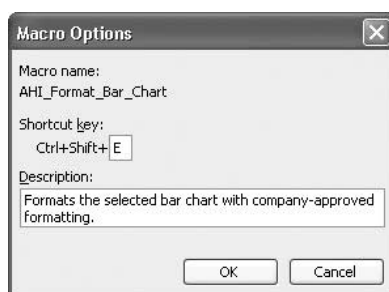 Macro Options
Macro name:
AHI_Format_Bar_Chart
Shortcut key:
Ctrl+Shift+ E
Description:
Formats the selected bar chart with company-approved
formatting.
OK Cancel